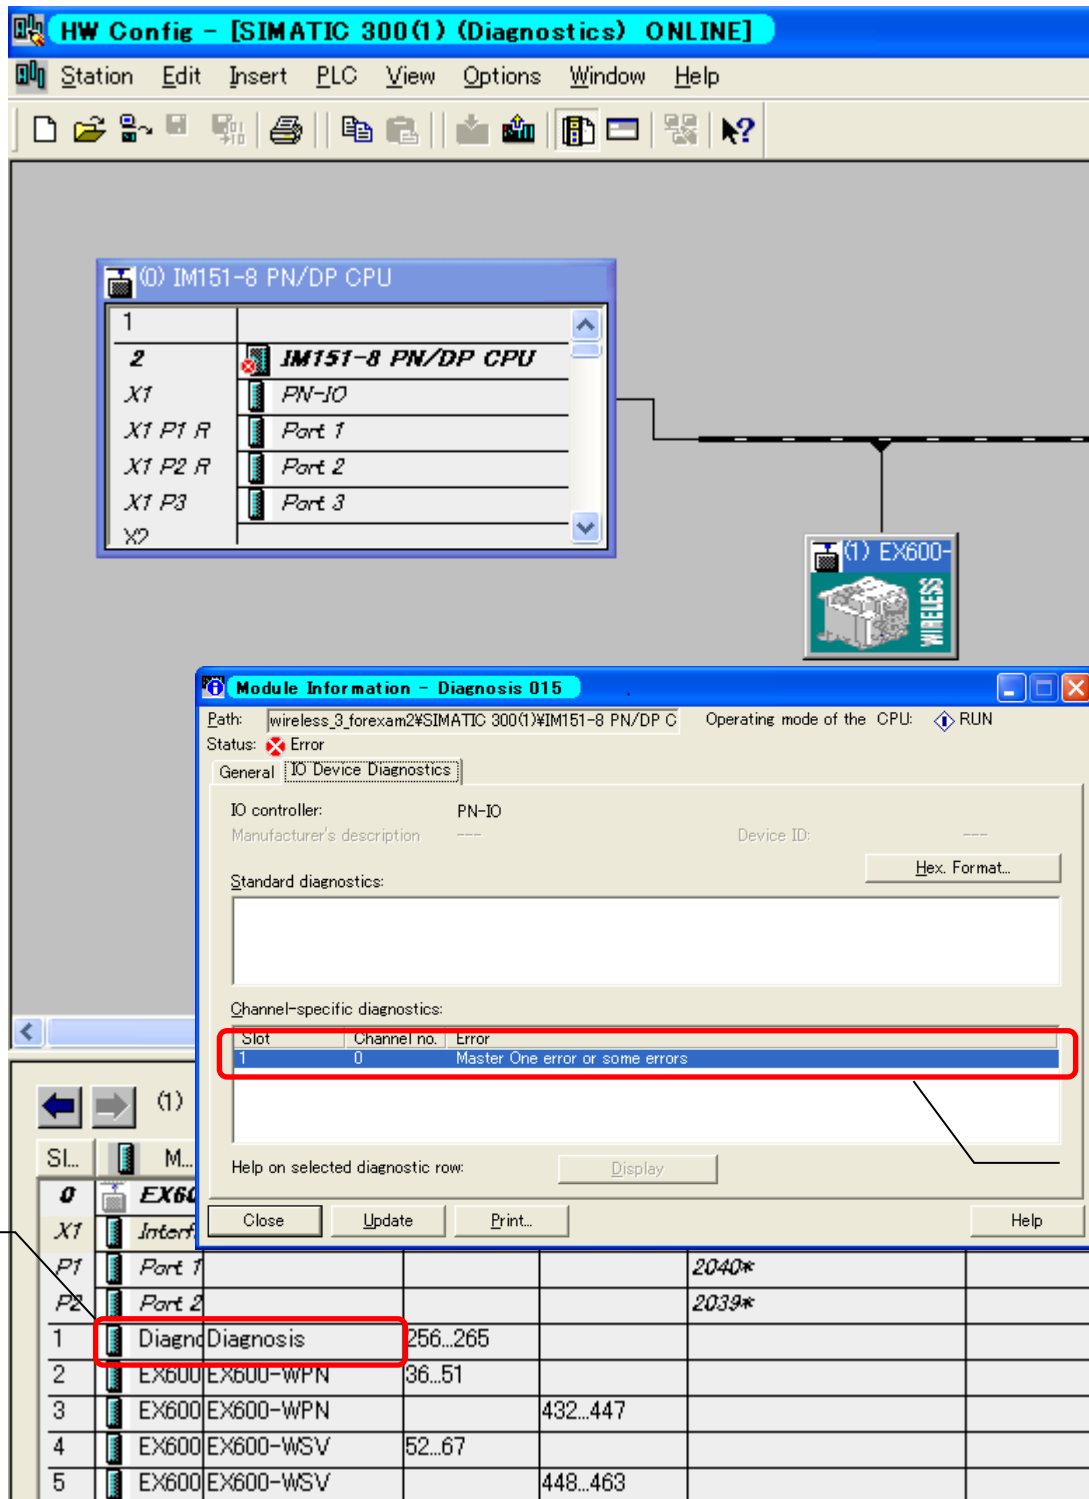 HW Config - [SIMATIC 300(1) (Diagnostics) ONLINE]
Station Edit Insert PLC View Options Window Help
(0) IM151-8 PN/DP CPU
1
2 IM151-8 PN/DP CPU
X1 PN-IO
X1 P1 R Port 1
X1 P2 R Port 2
X1 P3 Port 3
X2
(1) EX600-
WIRELESS
Module Information - Diagnosis 015
Path: wireless_3_forexam2¥SIMATIC 300(1)¥IM151-8 PN/DP C Operating mode of the CPU: RUN
Status: Error
General IO Device Diagnostics
IO controller: PN-IO
Manufacturer's description --- Device ID: ---
Hex. Format...
Standard diagnostics:
Channel-specific diagnostics:
Slot Channel no. Error
1 0 Master One error or some errors
Help on selected diagnostic row: Display
Close Update Print... Help
(1)
Sl... M...
0 EX60
X1 Interf
P1 Port 1 2040*
P2 Port 2 2039*
1 Diagno Diagnosis 256...265
2 EX600 EX600-WPN 36...51
3 EX600 EX600-WPN 432...447
4 EX600 EX600-WSV 52...67
5 EX600 EX600-WSV 448...463